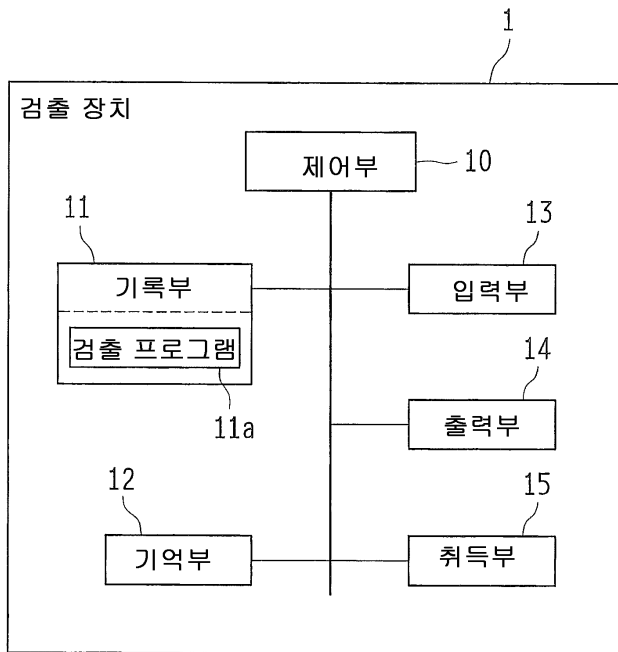 1
검출 장치
제어부
10
11
기록부
검출 프로그램
11a
13
입력부
14
출력부
12
기억부
15
취득부